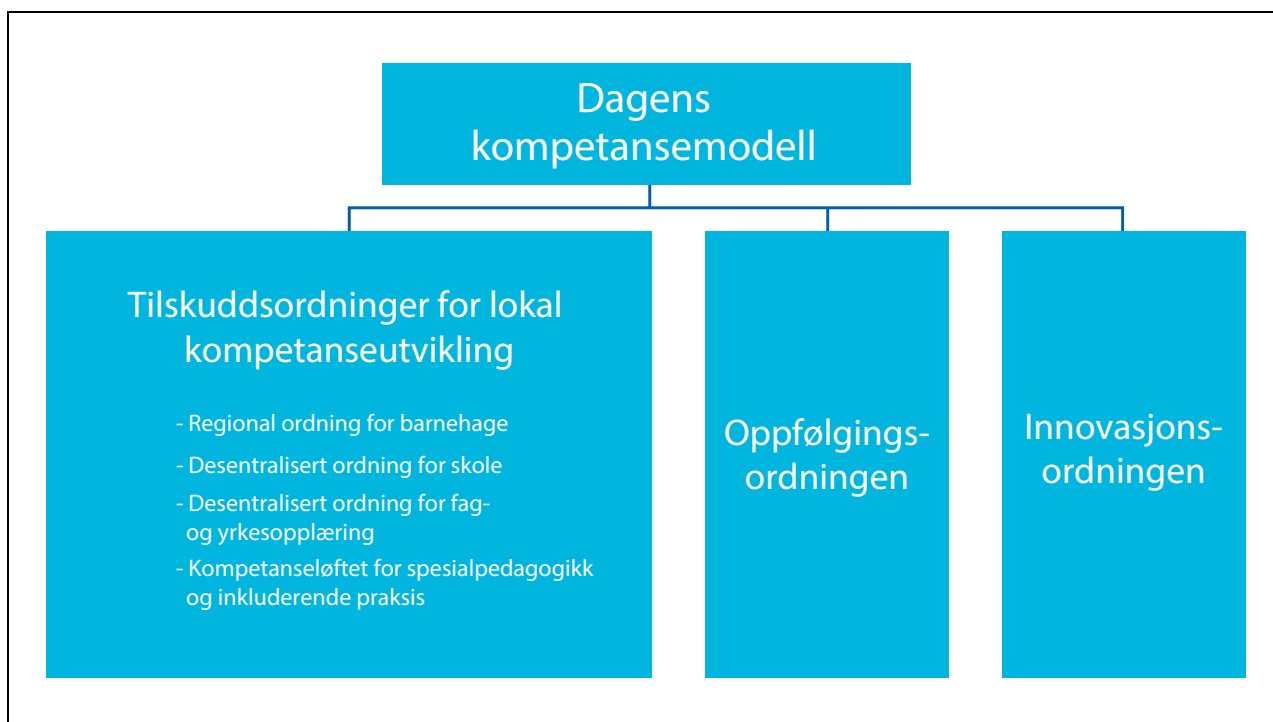 Dagens
kompetansemodell
Tilskuddsordninger for lokal
kompetanseutvikling
- Regional ordning for barnehage
- Desentralisert ordning for skole
- Desentralisert ordning for fag-
og yrkesopplæring
- Kompetanseløftet for spesialpedagogikk
og inkluderende praksis
Oppfølgings-
ordningen
Innovasjons-
ordningen